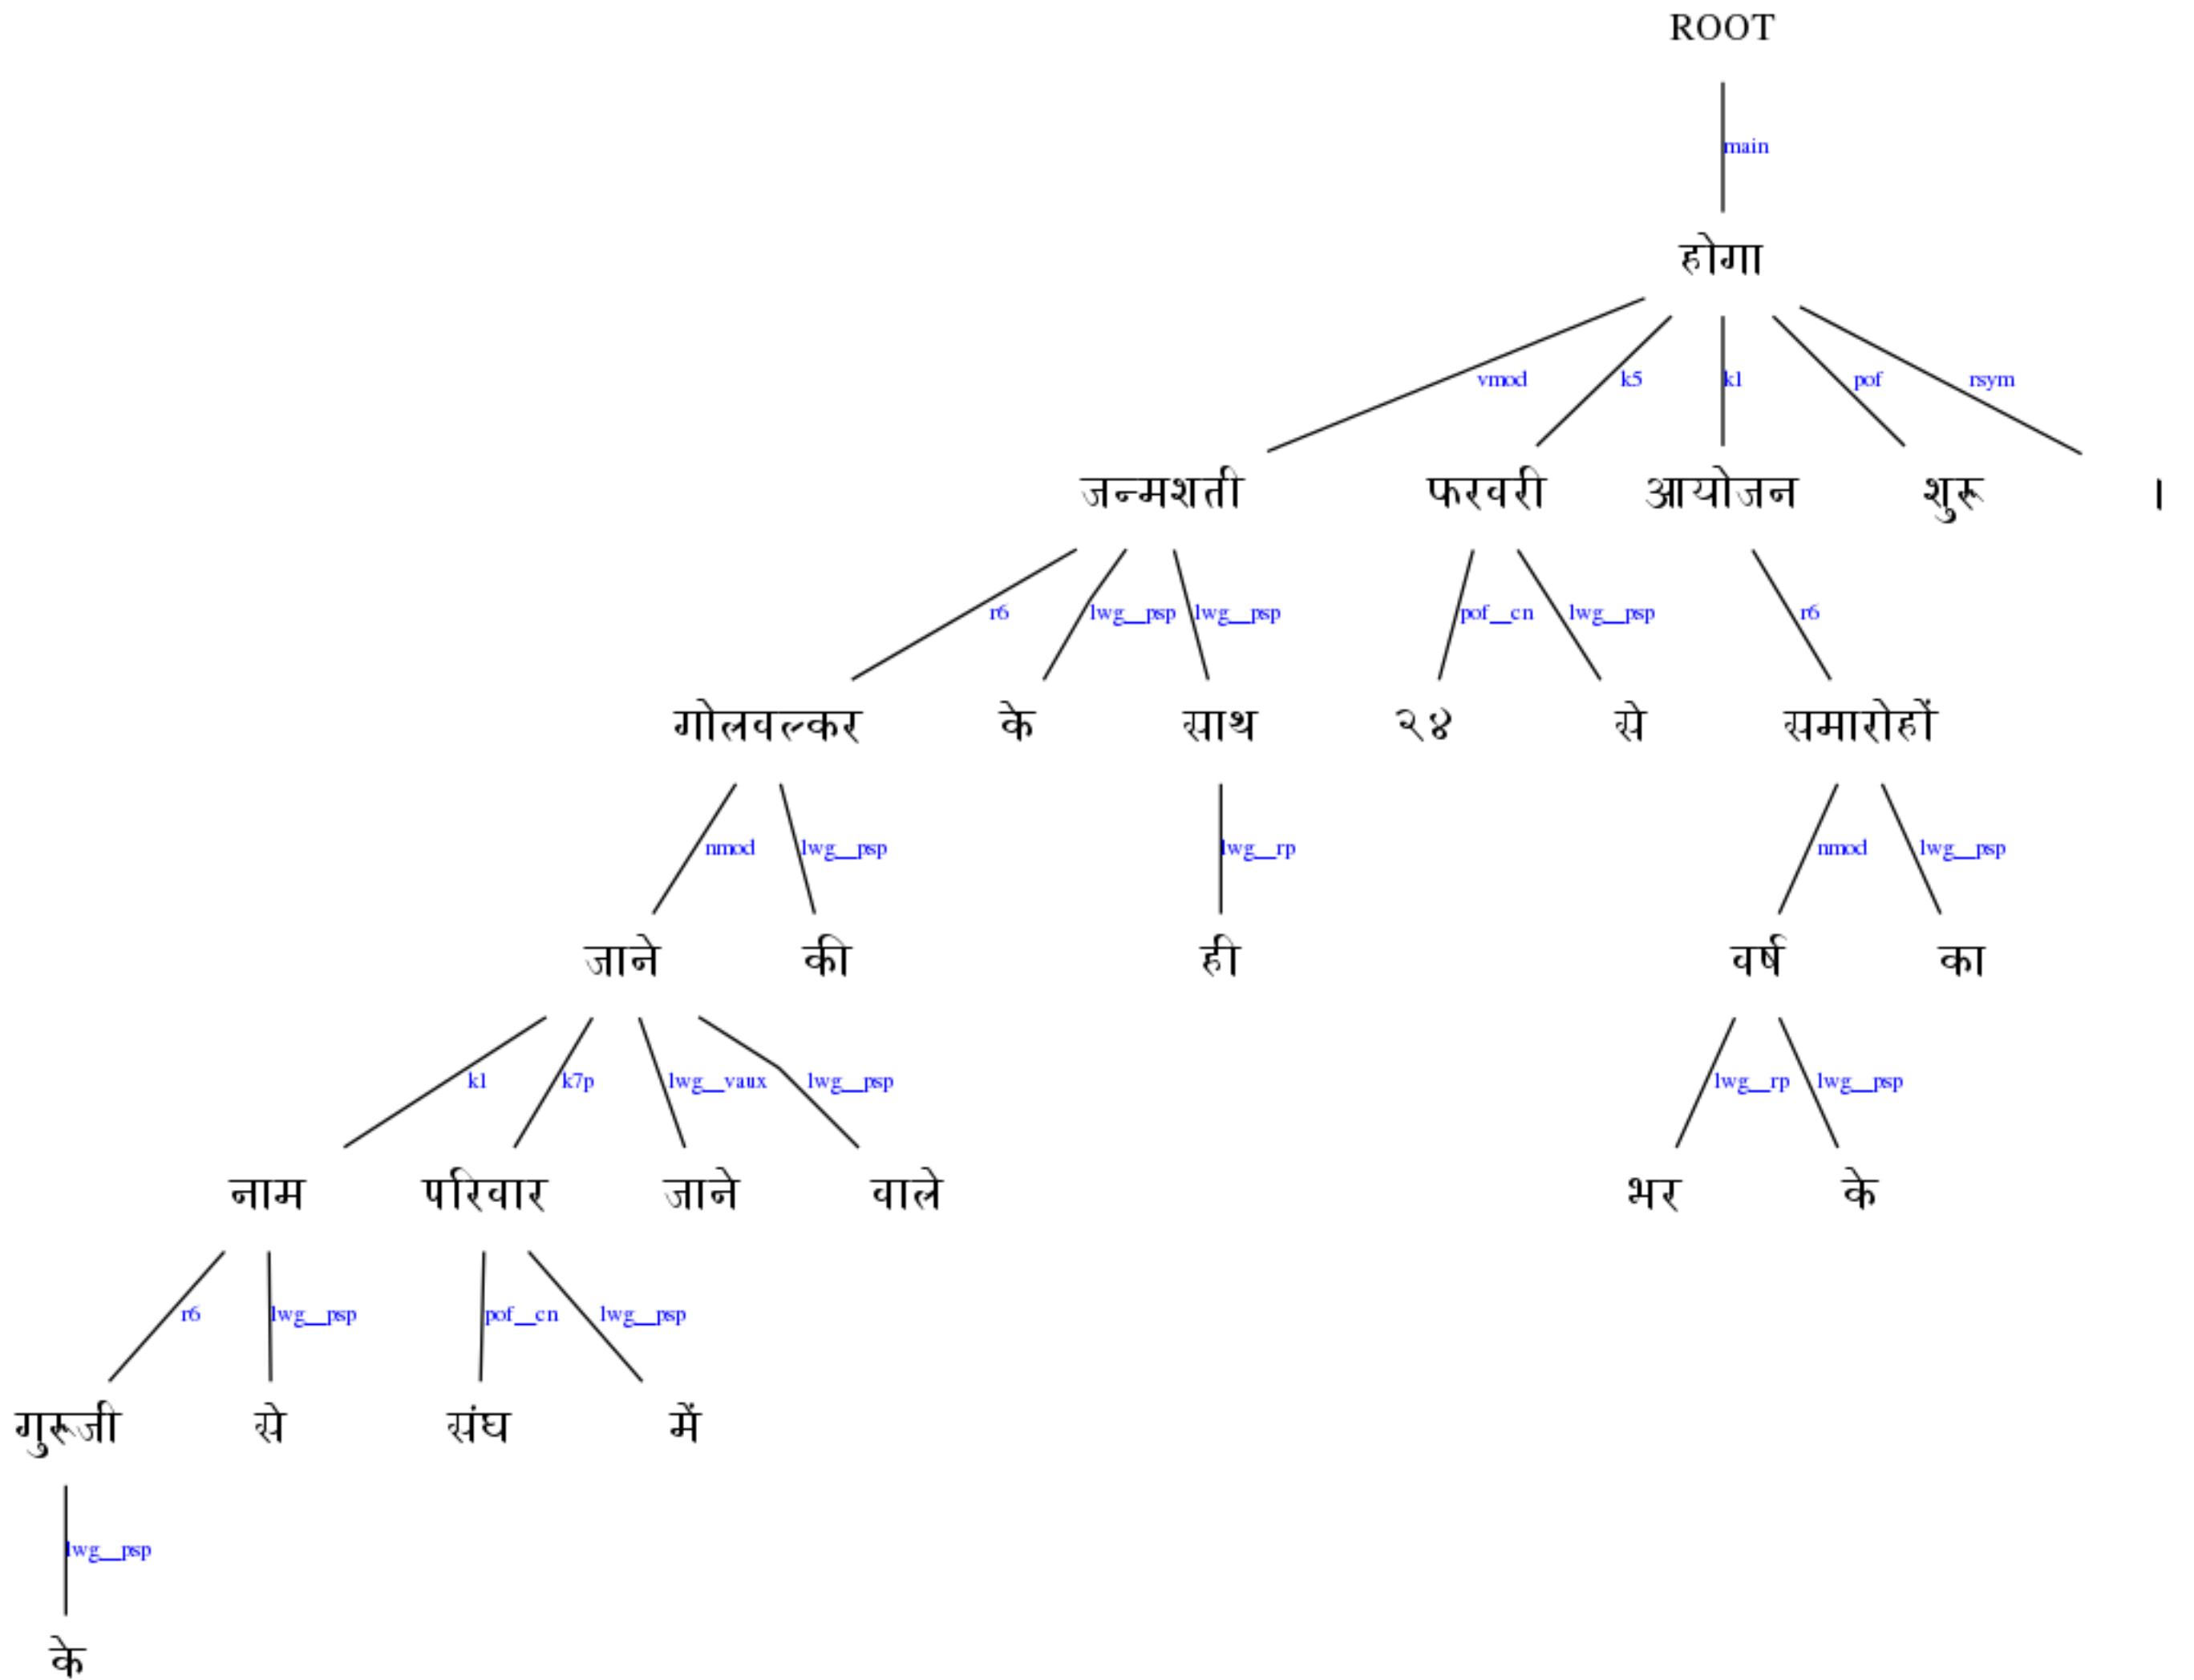 ROOT
main
होगा
vmod k5 k1 pof rsym
जन्मशती फरवरी आयोजन शुरू ।
r6 lwg__psp lwg__psp pof__cn lwg__psp r6
गोलवल्कर के साथ २४ से समारोहों
nmod lwg__psp lwg__rp nmod lwg__psp
जाने की ही वर्ष का
k1 k7p lwg__vaux lwg__psp lwg__rp lwg__psp
नाम परिवार जाने वाले भर के
r6 lwg__psp pof__cn lwg__psp
गुरूजी से संघ में
lwg__psp
के